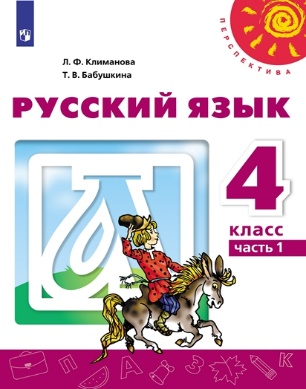 ПЕРСПЕКТИВА
Л. Ф. Климанова
Т. В. Бабушкина
РУССКИЙ ЯЗЫК
4
класс
часть 1
Л
П А З К